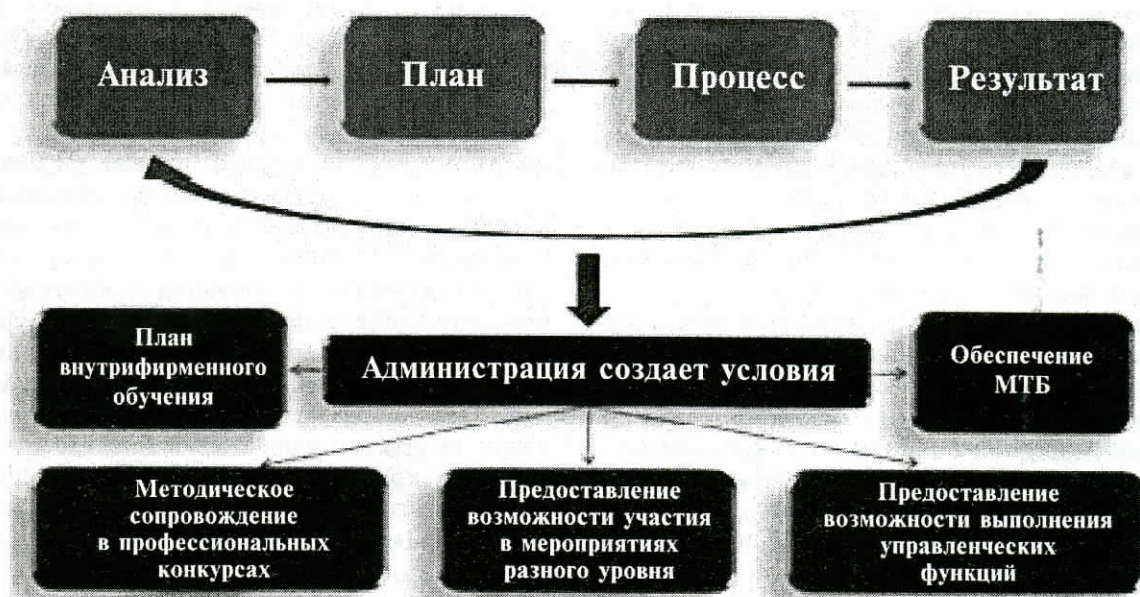 Анализ
План
Процесс
Результат
План
внутрифирменного
обучения
Администрация создает условия
Обеспечение
МТБ
Методическое
сопровождение
в профессиональных
конкурсах
Предоставление
возможности участия
в мероприятиях
разного уровня
Предоставление
возможности выполнения
управленческих
функций